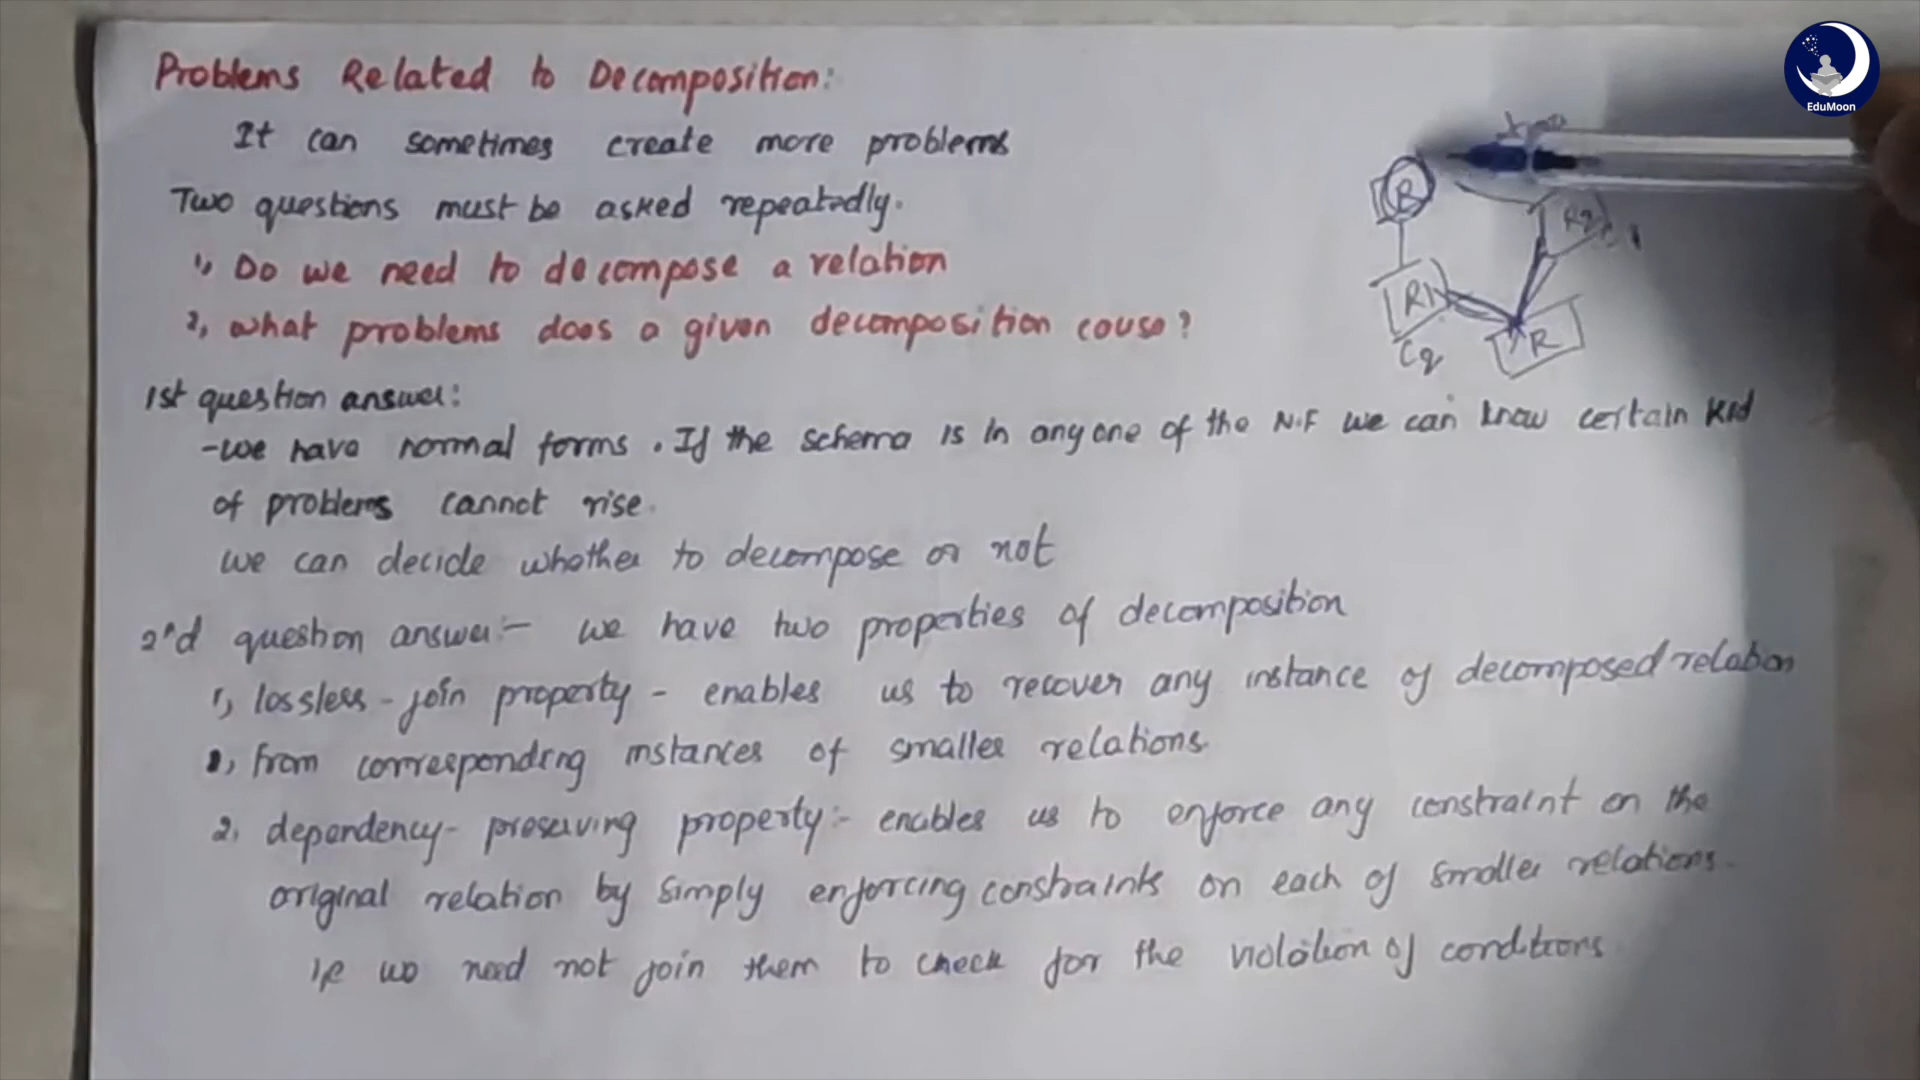 Problems Related to Decomposition:
It can sometimes create more problems
Two questions must be asked repeatedly.
1, Do we need to decompose a relation
2, what problems does a given decomposition couse?
1st question answer:
-we have normal forms. If the schema is in any one of the N.F we can know certain kid
of problems cannot rise.
we can decide whether to decompose or not
2nd question answer:- we have two properties of decomposition
1, lossless-join property - enables us to recover any instance of decomposed relation
1, from corresponding instances of smaller relations.
2. dependency-preserving property:- enables us to enforce any constraint on the
original relation by simply enforcing constraints on each of smaller relations.
ie we need not join them to check for the violation of conditions.
R
R2
R1
R
EduMoon